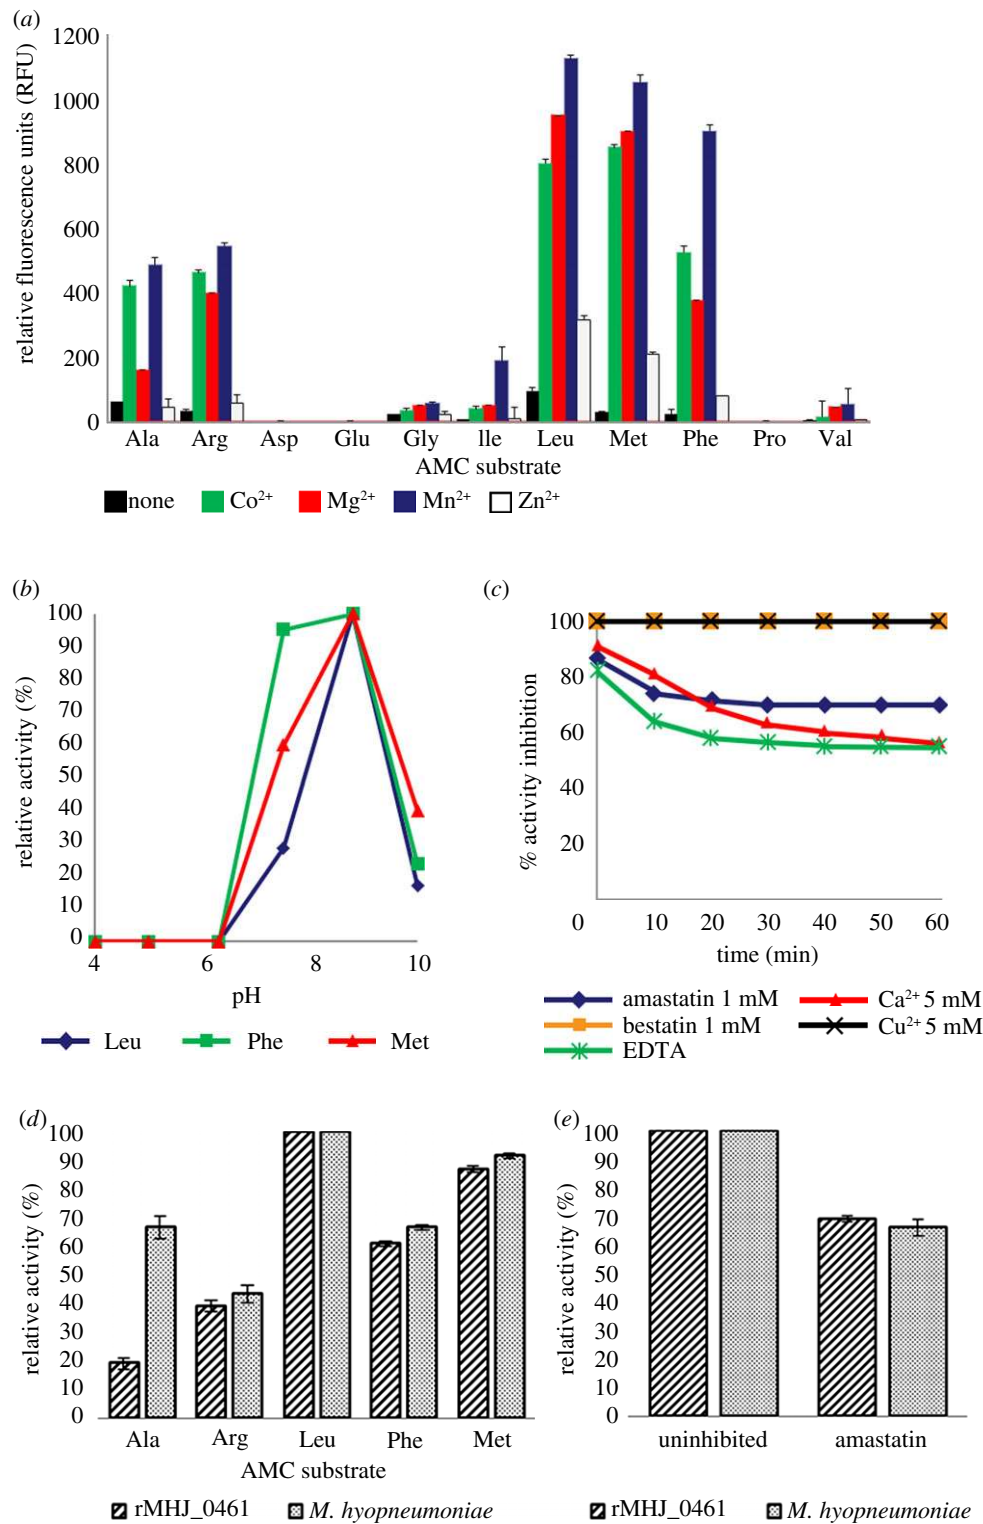 (a)
relative fluorescence units (RFU)
1200
1000
800
600
400
200
0
Ala Arg Asp Glu Gly Ile Leu Met Phe Pro Val
AMC substrate
none Co2+ Mg2+ Mn2+ Zn2+
(b)
relative activity (%)
100
90
80
70
60
50
40
30
20
10
0
4 6 8 10
pH
Leu Phe Met
(c)
% activity inhibition
100
80
60
40
20
0 10 20 30 40 50 60
time (min)
amastatin 1 mM Ca2+ 5 mM
bestatin 1 mM Cu2+ 5 mM
EDTA
(d)
relative activity (%)
100
90
80
70
60
50
40
30
20
10
0
Ala Arg Leu Phe Met
AMC substrate
rMHJ_0461 M. hyopneumoniae
(e)
relative activity (%)
100
90
80
70
60
50
40
30
20
10
0
uninhibited amastatin
rMHJ_0461 M. hyopneumoniae